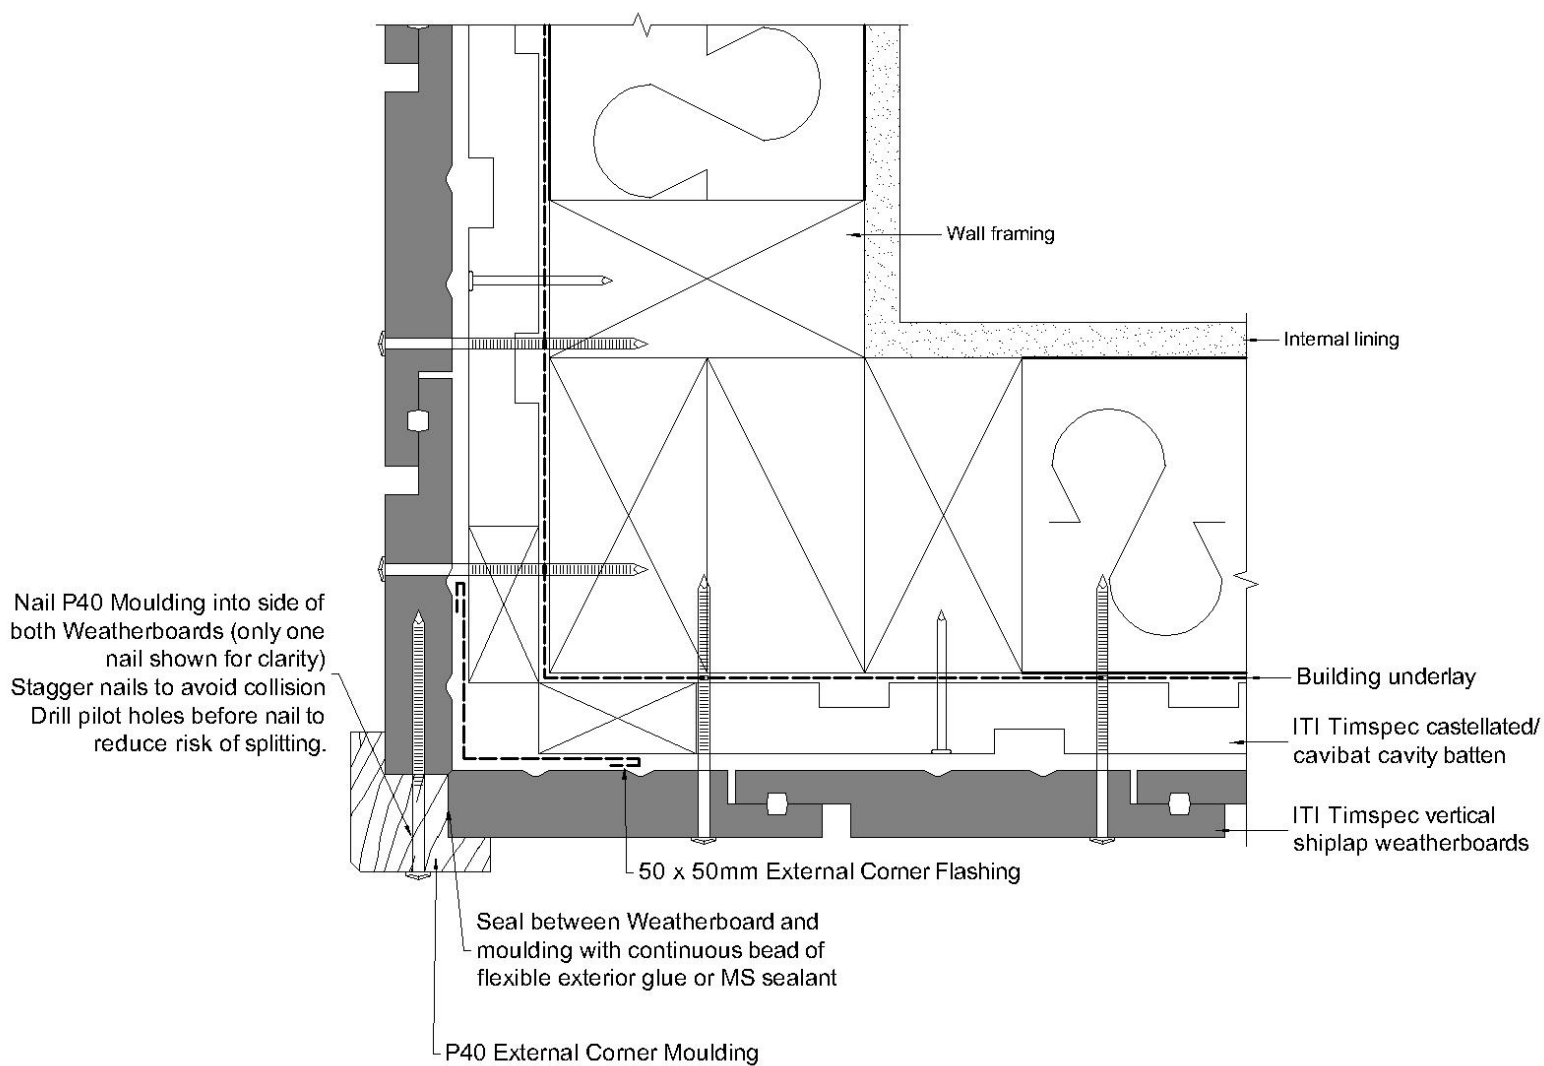 Wall framing
Internal lining
Nail P40 Moulding into side of
both Weatherboards (only one
nail shown for clarity)
Stagger nails to avoid collision
Drill pilot holes before nail to
reduce risk of splitting.
Building underlay
ITI Timspec castellated/
cavibat cavity batten
ITI Timspec vertical
shiplap weatherboards
50 x 50mm External Corner Flashing
Seal between Weatherboard and
moulding with continuous bead of
flexible exterior glue or MS sealant
P40 External Corner Moulding